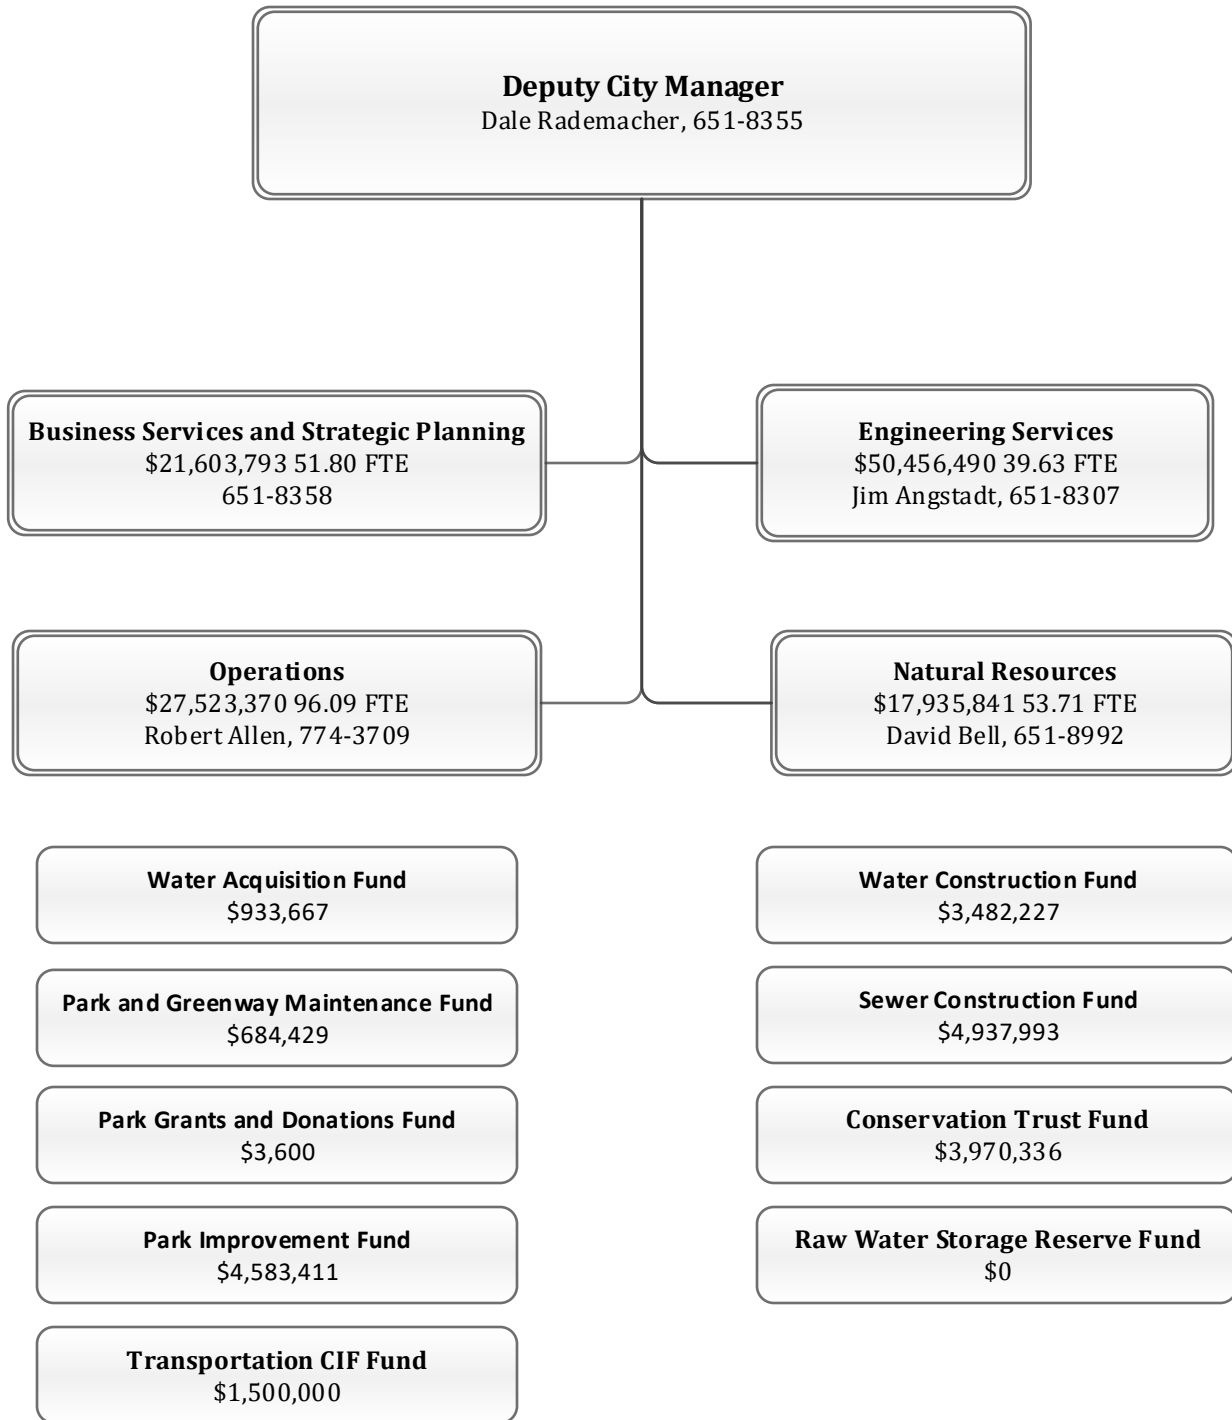 Deputy City Manager
Dale Rademacher, 651-8355
Business Services and Strategic Planning
$21,603,793 51.80 FTE
651-8358
Engineering Services
$50,456,490 39.63 FTE
Jim Angstadt, 651-8307
Operations
$27,523,370 96.09 FTE
Robert Allen, 774-3709
Natural Resources
$17,935,841 53.71 FTE
David Bell, 651-8992
Water Acquisition Fund
$933,667
Water Construction Fund
$3,482,227
Park and Greenway Maintenance Fund
$684,429
Sewer Construction Fund
$4,937,993
Park Grants and Donations Fund
$3,600
Conservation Trust Fund
$3,970,336
Park Improvement Fund
$4,583,411
Raw Water Storage Reserve Fund
$0
Transportation CIF Fund
$1,500,000